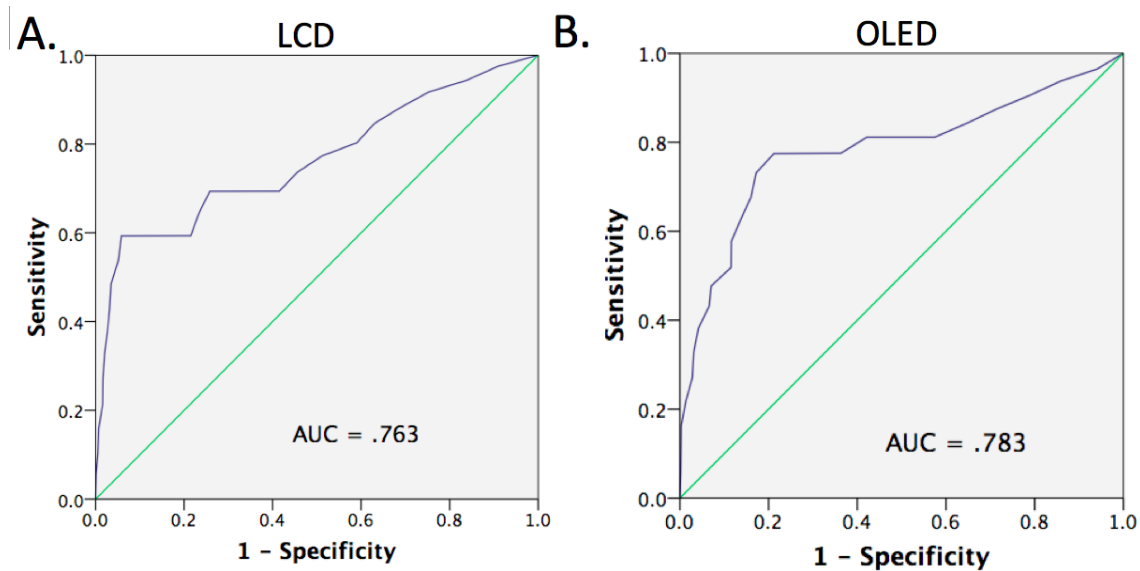 A.
LCD
1.0
0.8
0.6
0.4
0.2
0.0
Sensitivity
AUC = .763
0.0 0.2 0.4 0.6 0.8 1.0
1 – Specificity
B.
OLED
1.0
0.8
0.6
0.4
0.2
0.0
Sensitivity
AUC = .783
0.0 0.2 0.4 0.6 0.8 1.0
1 – Specificity